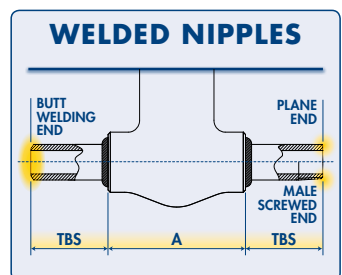 WELDED NIPPLES
BUTT
WELDING
END
PLANE
END
MALE
SCREWED
END
TBS
A
TBS